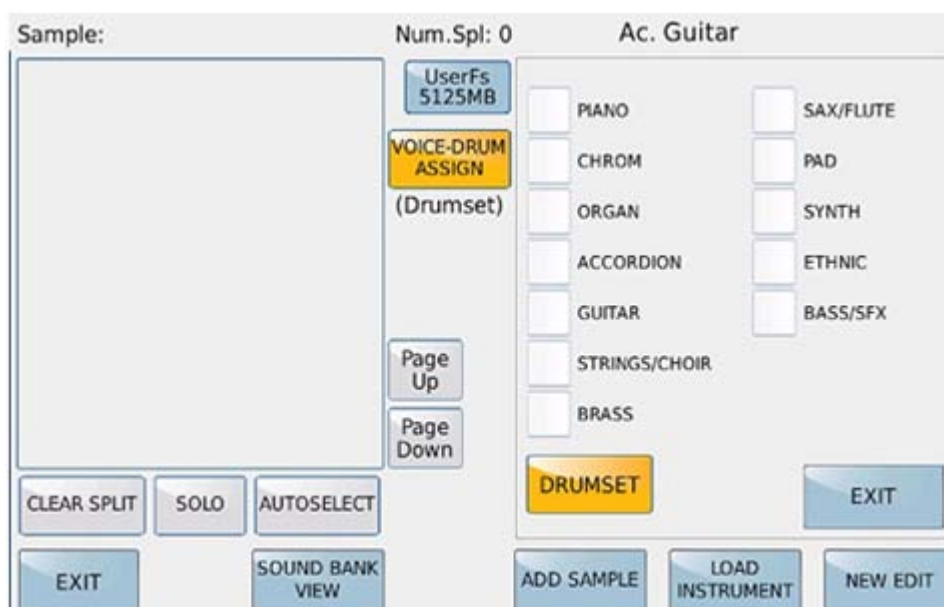 Sample:
Num.Spl: 0
Ac. Guitar
UserFs
5125MB
VOICE-DRUM
ASSIGN
(Drumset)
Page
Up
Page
Down
PIANO
CHROM
ORGAN
ACCORDION
GUITAR
STRINGS/CHOIR
BRASS
SAX/FLUTE
PAD
SYNTH
ETHNIC
BASS/SFX
DRUMSET
EXIT
CLEAR SPLIT
SOLO
AUTOSELECT
EXIT
SOUND BANK
VIEW
ADD SAMPLE
LOAD
INSTRUMENT
NEW EDIT